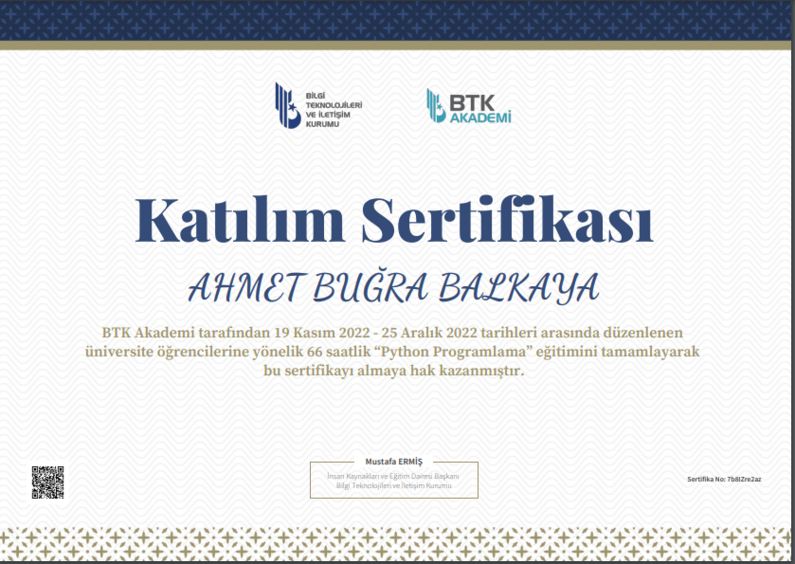 BİLGİ
TEKNOLOJİLERİ
VE İLETİŞİM
KURUMU
BTK
AKADEMİ
Katılım Sertifikası
AHMET BUĞRA BALKAYA
BTK Akademi tarafından 19 Kasım 2022 - 25 Aralık 2022 tarihleri arasında düzenlenen
üniversite öğrencilerine yönelik 66 saatlik “Python Programlama” eğitimini tamamlayarak
bu sertifikayı almaya hak kazanmıştır.
Mustafa ERMİŞ
İnsan Kaynakları ve Eğitim Dairesi Başkanı
Bilgi Teknolojileri ve İletişim Kurumu
Sertifika No: 7b8lZre2az